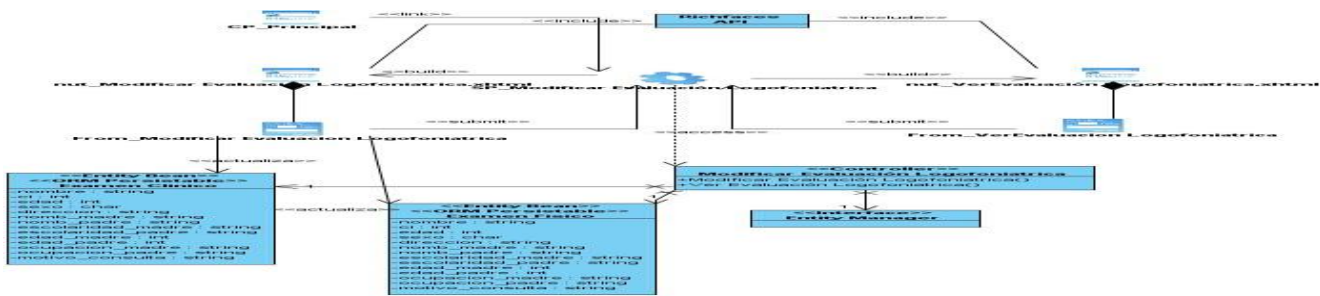 <<link>>
<<include>>
Richfaces
API
<<include>>
CP_Principal
<<build>>
<<build>>
nut_Modificar Evaluación Logofoniatrica.xhtml
SP_Modificar Evaluación Logofoniatrica
nut_VerEvaluación Logofoniatrica.xhtml
<<submit>>
<<submit>>
<<access>>
From_Modificar Evaluación Logofoniatrica
From_VerEvaluación Logofoniatrica
<<actualiza>>
<<Entity Bean>>
<<ORM Persistable>>
Examen Clinico
-nombre : string
-ci : int
-edad : int
-sexo : char
-direccion : string
-nomb_madre : string
-nomb_padre : string
-escolaridad_madre : string
-escolaridad_padre : string
-edad_madre : int
-edad_padre : int
-ocupacion_madre : string
-ocupacion_padre : string
-motivo_consulta : string
1
<<Controller>>
Modificar Evaluación Logofoniatrica
+Modificar Evaluación Logofoniatrica()
+Ver Evaluación Logofoniatrica()
<<actualiza>>
<<Entity Bean>>
<<ORM Persistable>>
Examen Fisico
-nombre : string
-ci : int
-edad : int
-sexo : char
-direccion : string
-nomb_madre : string
-nomb_padre : string
-escolaridad_madre : string
-escolaridad_padre : string
-edad_madre : int
-edad_padre : int
-ocupacion_madre : string
-ocupacion_padre : string
-motivo_consulta : string
1
<<Interface>>
Entity Manager